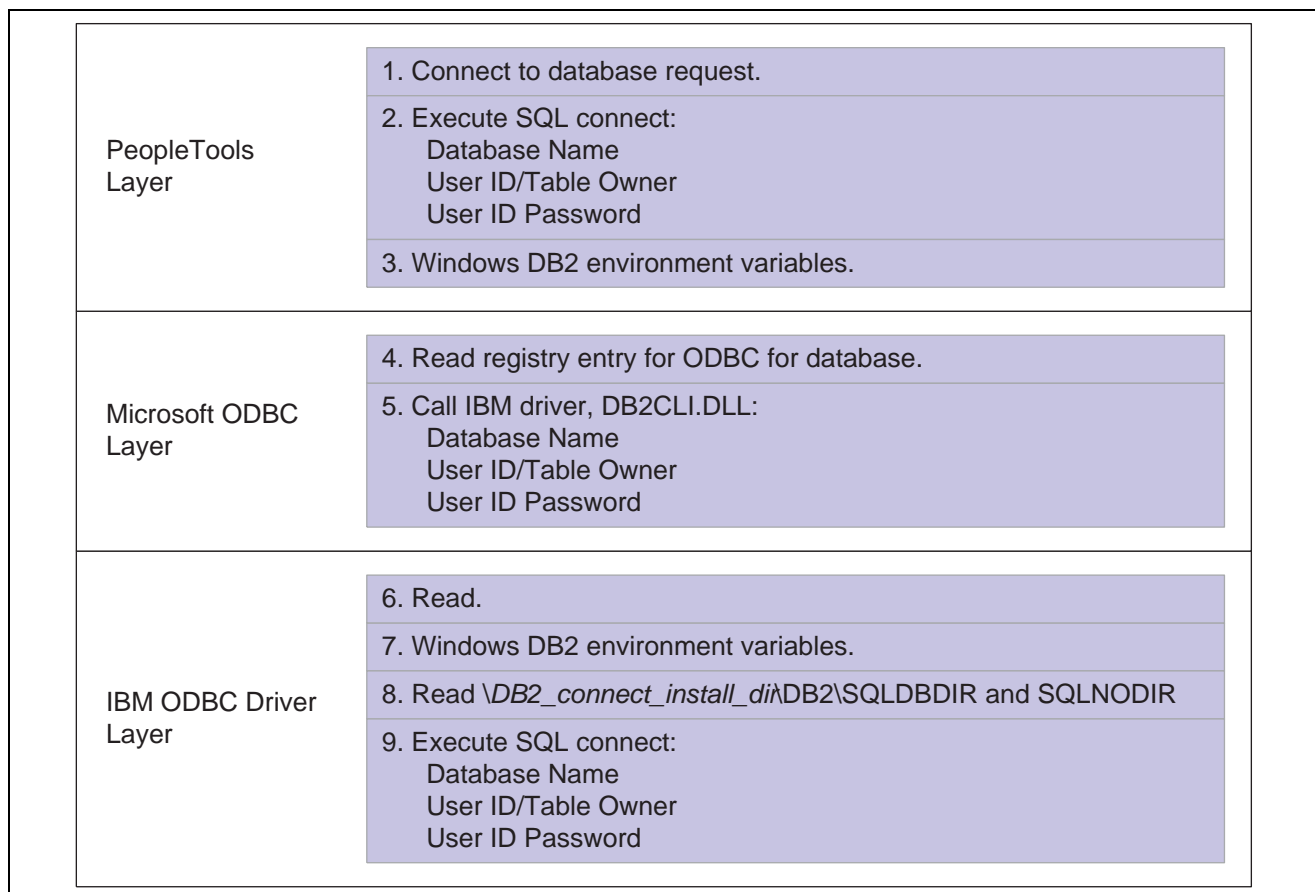 PeopleTools
Layer
1. Connect to database request.
2. Execute SQL connect:
Database Name
User ID/Table Owner
User ID Password
3. Windows DB2 environment variables.
Microsoft ODBC
Layer
4. Read registry entry for ODBC for database.
5. Call IBM driver, DB2CLI.DLL:
Database Name
User ID/Table Owner
User ID Password
IBM ODBC Driver
Layer
6. Read.
7. Windows DB2 environment variables.
8. Read \DB2_connect_install_dir\DB2\SQLDBDIR and SQLNODIR
9. Execute SQL connect:
Database Name
User ID/Table Owner
User ID Password